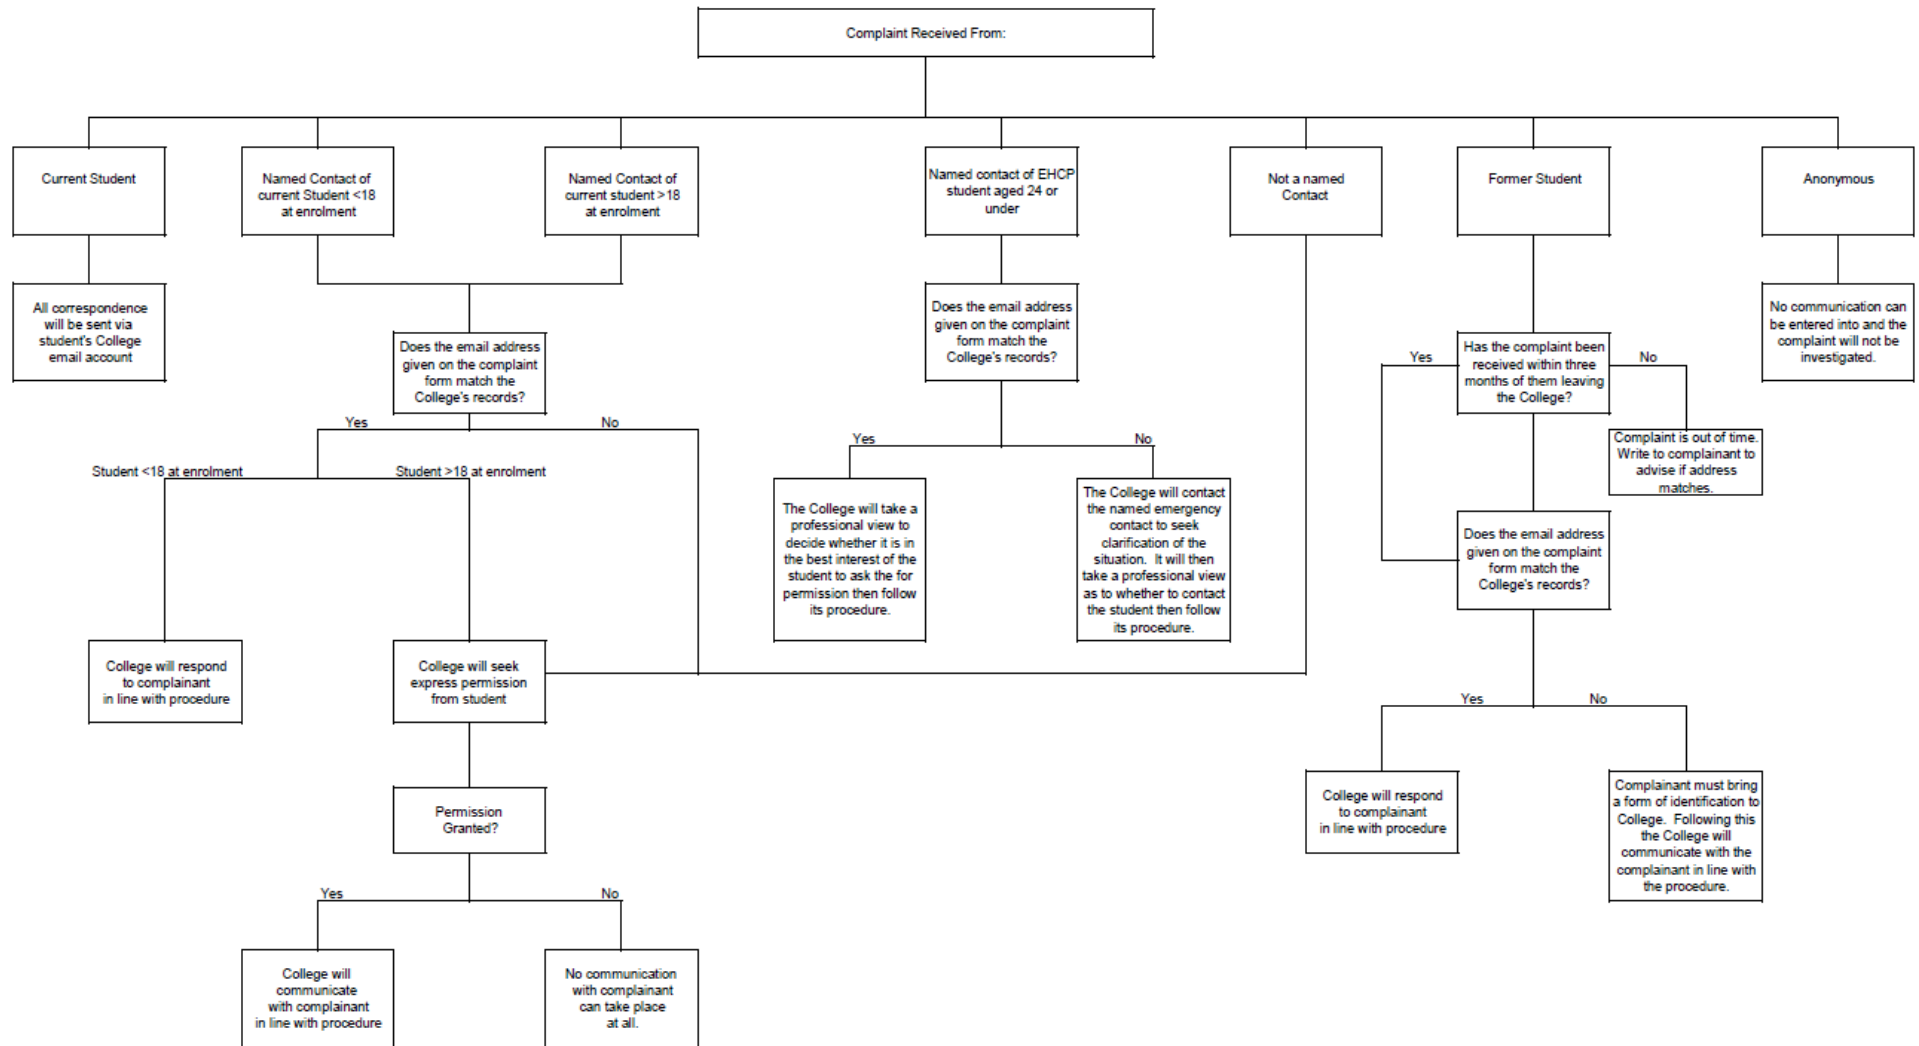 Complaint Received From:
Current Student
Named Contact of
current Student <18
at enrolment
Named Contact of
current student >18
at enrolment
Named contact of EHCP
student aged 24 or
under
Not a named
Contact
Former Student
Anonymous
All correspondence
will be sent via
student's College
email account
Does the email address
given on the complaint
form match the
College's records?
Does the email address
given on the complaint
form match the
College's records?
Yes
Has the complaint been
received within three
months of them leaving
the College?
No
No communication can
be entered into and the
complaint will not be
investigated.
Yes
No
Student <18 at enrolment
Student >18 at enrolment
Yes
No
Complaint is out of time.
Write to complainant to
advise if address
matches.
The College will take a
professional view to
decide whether it is in
the best interest of the
student to ask the for
permission then follow
its procedure.
The College will contact
the named emergency
contact to seek
clarification of the
situation. It will then
take a professional view
as to whether to contact
the student then follow
its procedure.
Does the email address
given on the complaint
form match the
College's records?
College will respond
to complainant
in line with procedure
College will seek
express permission
from student
Yes
No
Permission
Granted?
College will respond
to complainant
in line with procedure
Complainant must bring
a form of identification to
College. Following this
the College will
communicate with the
complainant in line with
the procedure.
Yes
No
College will
communicate
with complainant
in line with procedure
No communication
with complainant
can take place
at all.